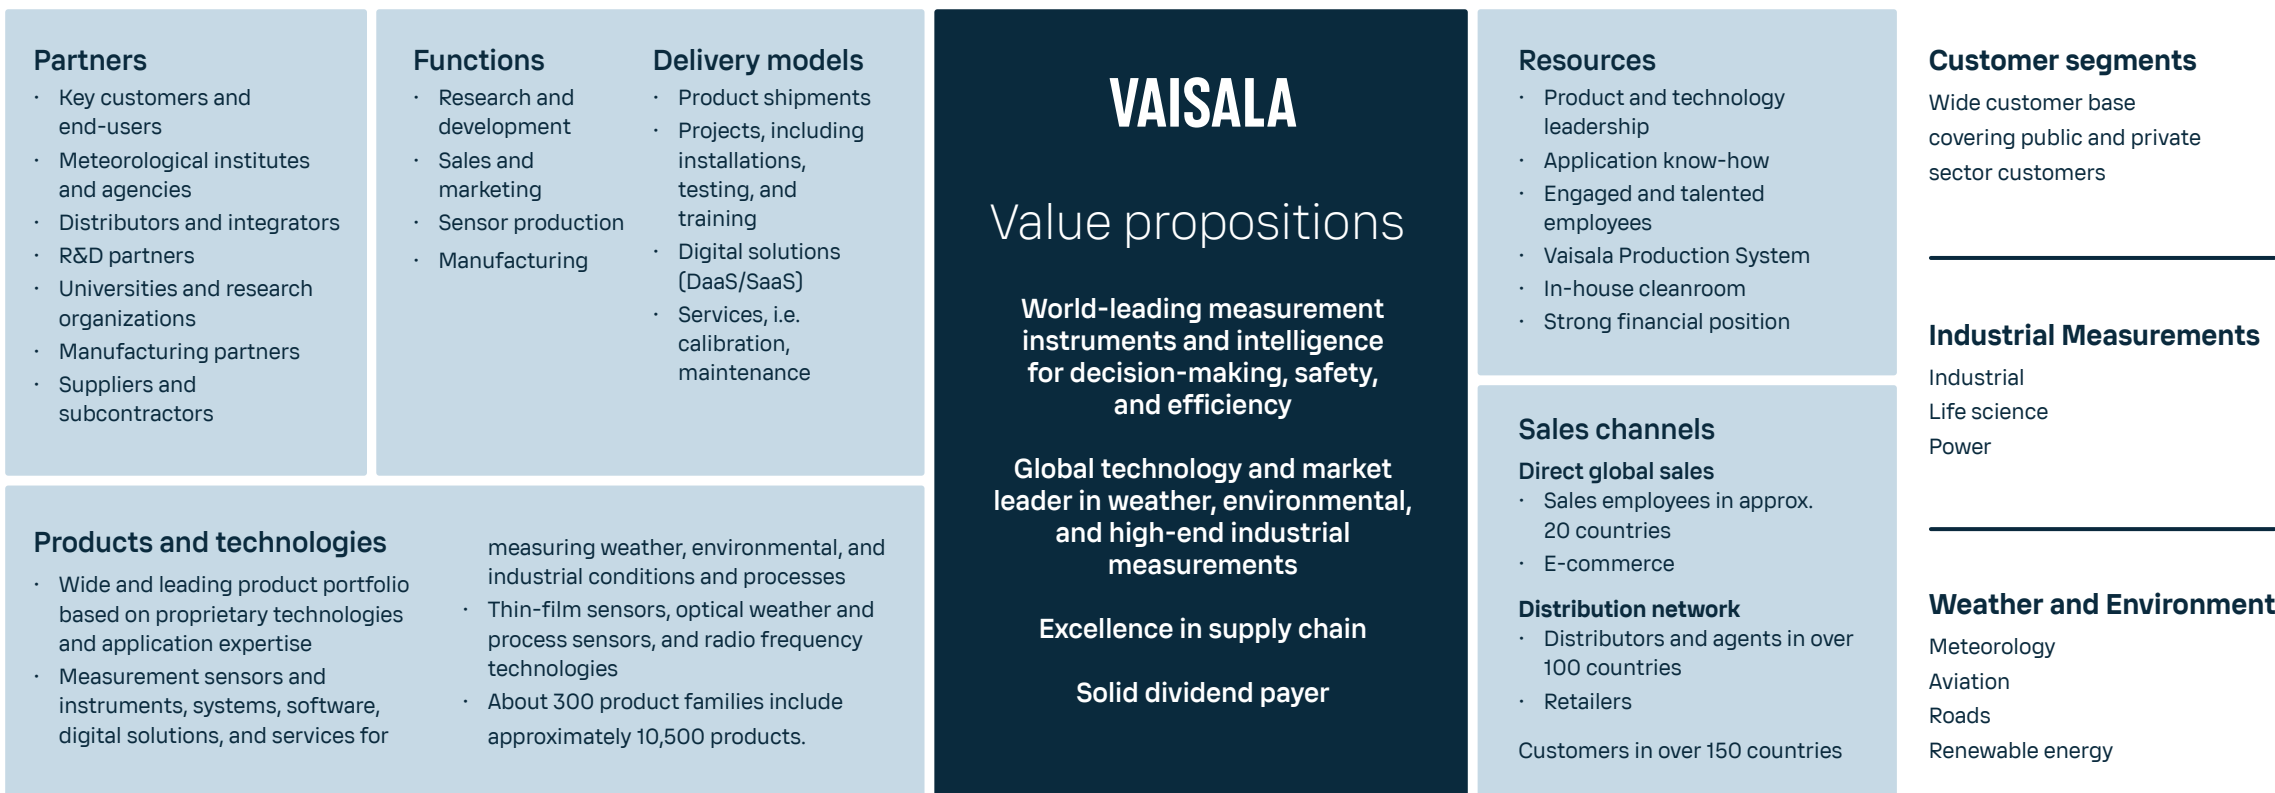 Partners
· Key customers and
end-users
· Meteorological institutes
and agencies
· Distributors and integrators
· R&D partners
· Universities and research
organizations
· Manufacturing partners
· Suppliers and
subcontractors
Functions
· Research and
development
· Sales and
marketing
· Sensor production
· Manufacturing
Delivery models
· Product shipments
· Projects, including
installations,
testing, and
training
· Digital solutions
(DaaS/SaaS)
· Services, i.e.
calibration,
maintenance
Products and technologies
· Wide and leading product portfolio
based on proprietary technologies
and application expertise
· Measurement sensors and
instruments, systems, software,
digital solutions, and services for
measuring weather, environmental, and
industrial conditions and processes
· Thin-film sensors, optical weather and
process sensors, and radio frequency
technologies
· About 300 product families include
approximately 10,500 products.
VAISALA
Value propositions
World-leading measurement
instruments and intelligence
for decision-making, safety,
and efficiency
Global technology and market
leader in weather, environmental,
and high-end industrial
measurements
Excellence in supply chain
Solid dividend payer
Resources
· Product and technology
leadership
· Application know-how
· Engaged and talented
employees
· Vaisala Production System
· In-house cleanroom
· Strong financial position
Sales channels
Direct global sales
· Sales employees in approx.
20 countries
· E-commerce
Distribution network
· Distributors and agents in over
100 countries
· Retailers
Customers in over 150 countries
Customer segments
Wide customer base
covering public and private
sector customers
Industrial Measurements
Industrial
Life science
Power
Weather and Environment
Meteorology
Aviation
Roads
Renewable energy